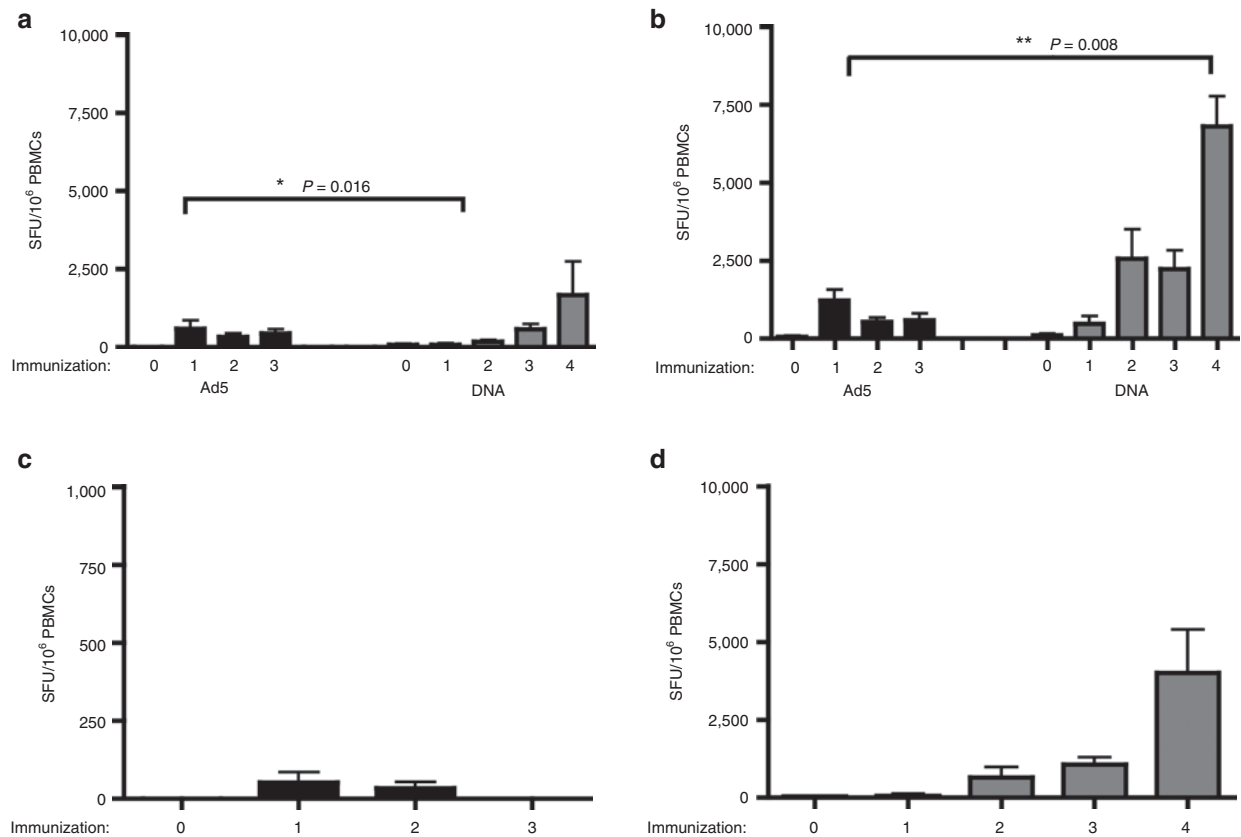 a
10,000
7,500
5,000
2,500
0
SFU/10⁶ PBMCs
* P = 0.016
Immunization: 0 1 2 3 0 1 2 3 4
Ad5 DNA
b
10,000
7,500
5,000
2,500
0
SFU/10⁶ PBMCs
** P = 0.008
Immunization: 0 1 2 3 0 1 2 3 4
Ad5 DNA
c
1,000
750
500
250
0
SFU/10⁶ PBMCs
Immunization: 0 1 2 3
d
10,000
7,500
5,000
2,500
0
SFU/10⁶ PBMCs
Immunization: 0 1 2 3 4